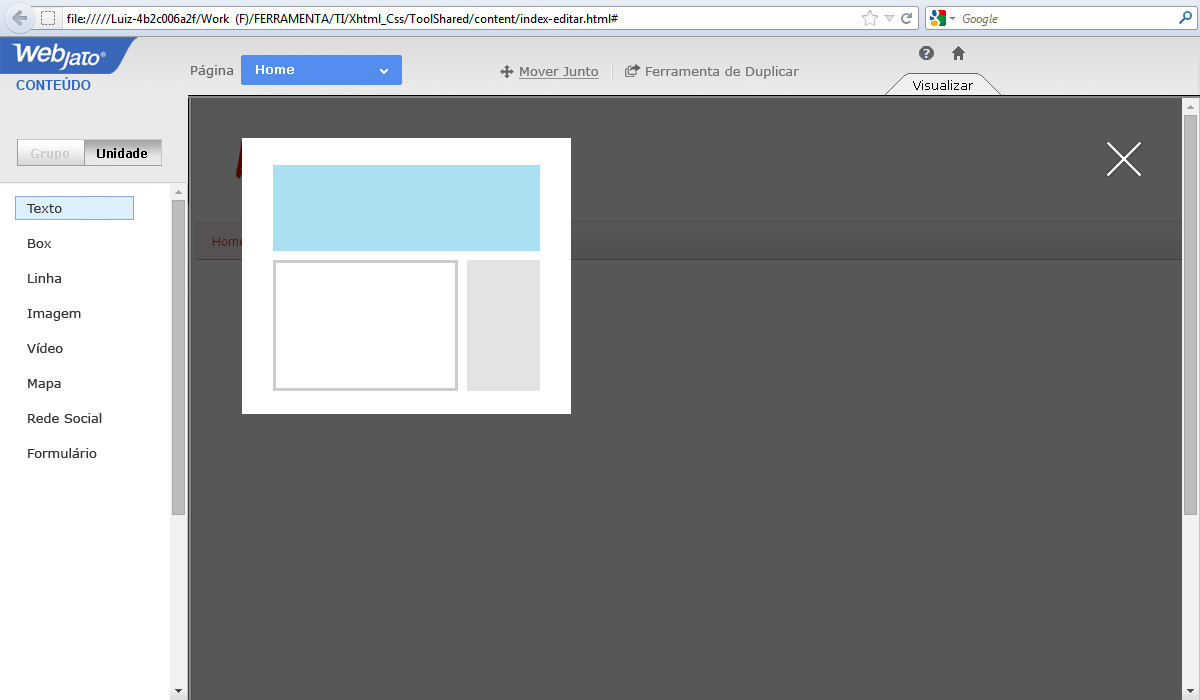 file://///Luiz-4b2c006a2f/Work (F)/FERRAMENTA/TI/Xhtml_Css/ToolShared/content/index-editar.html#
Google
Webjato®
CONTEÚDO
Página
Home
Mover Junto
Ferramenta de Duplicar
?
Visualizar
Grupo
Unidade
Texto
Box
Linha
Imagem
Vídeo
Mapa
Rede Social
Formulário
Home